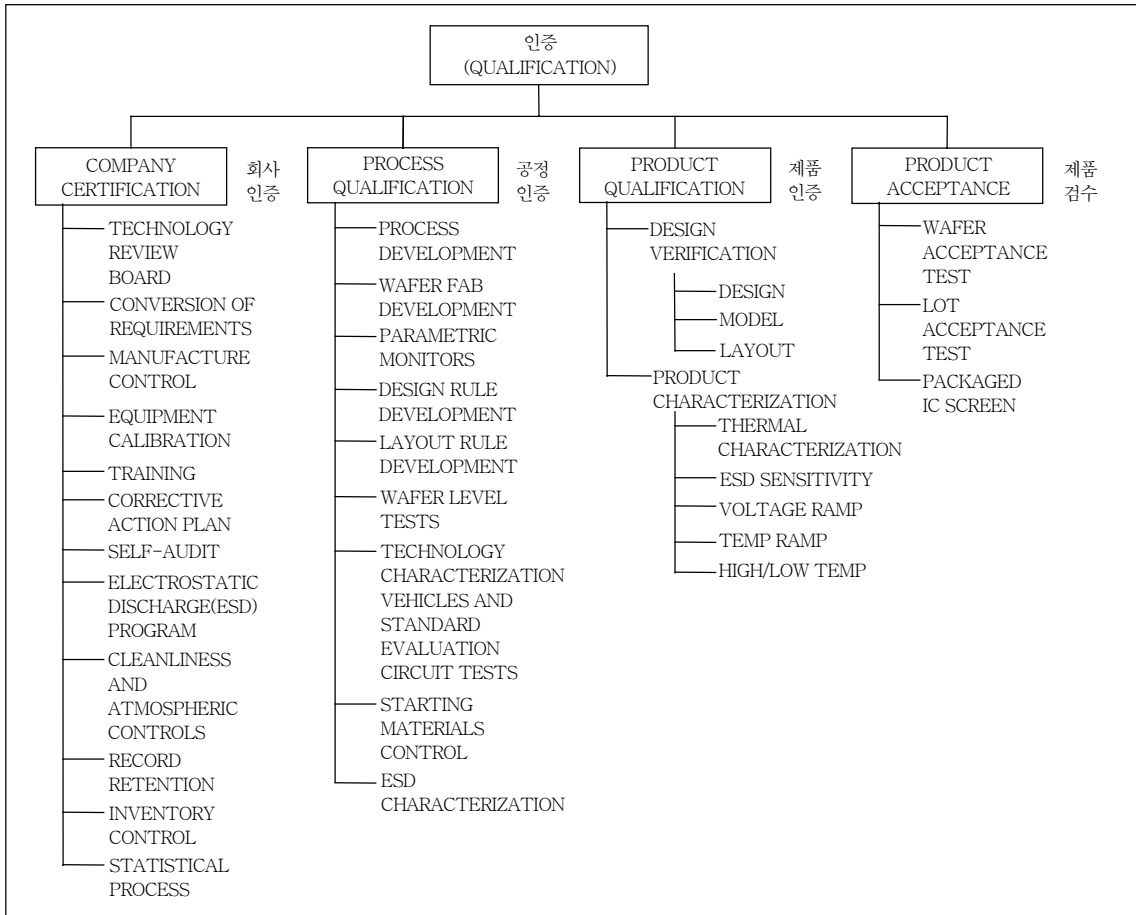 인증
(QUALIFICATION)
COMPANY
CERTIFICATION
회사
인증
TECHNOLOGY
REVIEW
BOARD
CONVERSION OF
REQUIREMENTS
MANUFACTURE
CONTROL
EQUIPMENT
CALIBRATION
TRAINING
CORRECTIVE
ACTION PLAN
SELF-AUDIT
ELECTROSTATIC
DISCHARGE(ESD)
PROGRAM
CLEANLINESS
AND
ATMOSPHERIC
CONTROLS
RECORD
RETENTION
INVENTORY
CONTROL
STATISTICAL
PROCESS
PROCESS
QUALIFICATION
공정
인증
PROCESS
DEVELOPMENT
WAFER FAB
DEVELOPMENT
PARAMETRIC
MONITORS
DESIGN RULE
DEVELOPMENT
LAYOUT RULE
DEVELOPMENT
WAFER LEVEL
TESTS
TECHNOLOGY
CHARACTERIZATION
VEHICLES AND
STANDARD
EVALUATION
CIRCUIT TESTS
STARTING
MATERIALS
CONTROL
ESD
CHARACTERIZATION
PRODUCT
QUALIFICATION
제품
인증
DESIGN
VERIFICATION
DESIGN
MODEL
LAYOUT
PRODUCT
CHARACTERIZATION
THERMAL
CHARACTERIZATION
ESD SENSITIVITY
VOLTAGE RAMP
TEMP RAMP
HIGH/LOW TEMP
PRODUCT
ACCEPTANCE
제품
검수
WAFER
ACCEPTANCE
TEST
LOT
ACCEPTANCE
TEST
PACKAGED
IC SCREEN